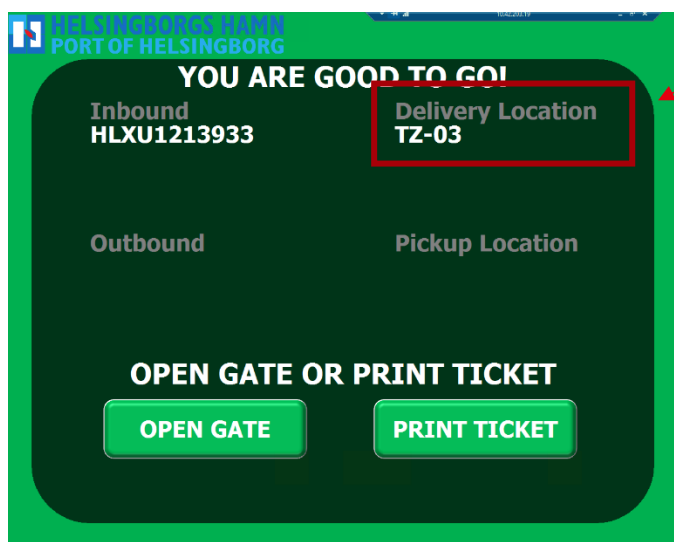 HELSINGBORGS HAMN
PORT OF HELSINGBORG
YOU ARE GOOD TO GO!
Inbound
HLXU1213933
Delivery Location
TZ-03
Outbound
Pickup Location
OPEN GATE OR PRINT TICKET
OPEN GATE
PRINT TICKET